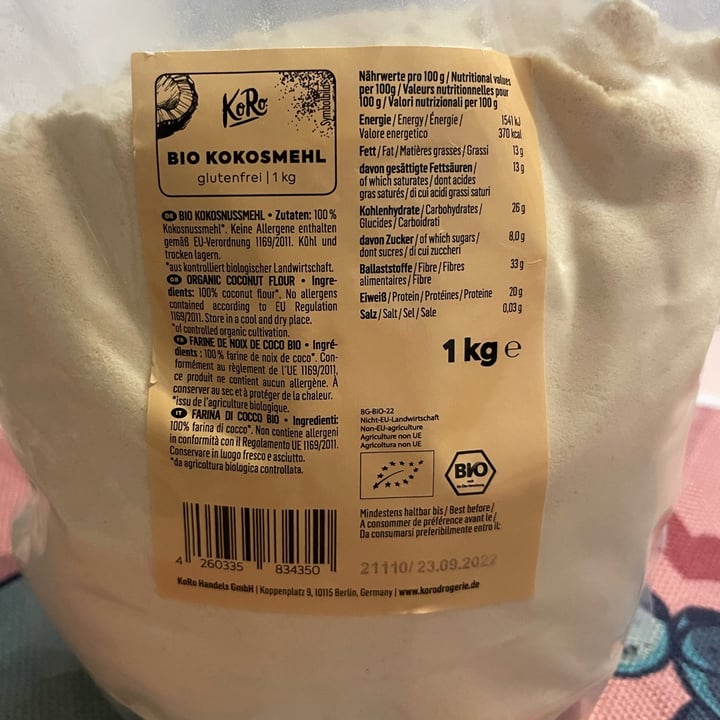 KoRo
Symbolbild
BIO KOKOSMEHL
glutenfrei | 1 kg
DE BIO KOKOSNUSSMEHL • Zutaten: 100 %
Kokosnussmehl*. Keine Allergene enthalten
gemäß EU-Verordnung 1169/2011. Kühl und
trocken lagern.
*aus kontrolliert biologischer Landwirtschaft.
ORGANIC COCONUT FLOUR • Ingre-
dients: 100% coconut flour*. No allergens
contained according to EU Regulation
1169/2011. Store in a cool and dry place.
*of controlled organic cultivation.
FR FARINE DE NOIX DE COCO BIO • Ingré-
dients : 100 % farine de noix de coco*. Con-
formément au règlement de l'UE 1169/2011,
ce produit ne contient aucun allergène. À
conserver au sec et à protéger de la chaleur.
*issu de l'agriculture biologique.
IT FARINA DI COCCO BIO • Ingredienti:
100% farina di cocco*. Non contiene allergeni
in conformità con il Regolamento UE 1169/2011.
Conservare in luogo fresco e asciutto.
*da agricoltura biologica controllata.
4 260335 834350
Nährwerte pro 100 g / Nutritional values
per 100g / Valeurs nutritionnelles pour
100 g / Valori nutrizionali per 100 g
Energie / Energy / Énergie / 1541 kJ
Valore energetico 370 kcal
Fett / Fat / Matières grasses / Grassi 13 g
davon gesättigte Fettsäuren / 13 g
of which saturates / dont acides
gras saturés / di cui acidi grassi saturi
Kohlenhydrate / Carbohydrates / 26 g
Glucides / Carboidrati
davon Zucker / of which sugars / 8,0 g
dont sucres / di cui zuccheri
Ballaststoffe / Fibre / Fibres 33 g
alimentaires / Fibre
Eiweiß / Protein / Protéines / Proteine 20 g
Salz / Salt / Sel / Sale 0,03 g
1 kg e
BG-BIO-22
Nicht-EU-Landwirtschaft
Non-EU-agriculture
Agriculture non UE
Agricoltura non UE
BIO
Mindestens haltbar bis / Best before /
A consommer de préférence avant le /
Da consumarsi preferibilmente entro il:
21110/ 23.09.2022
KoRo Handels GmbH | Koppenplatz 9, 10115 Berlin, Germany | www.korodrogerie.de